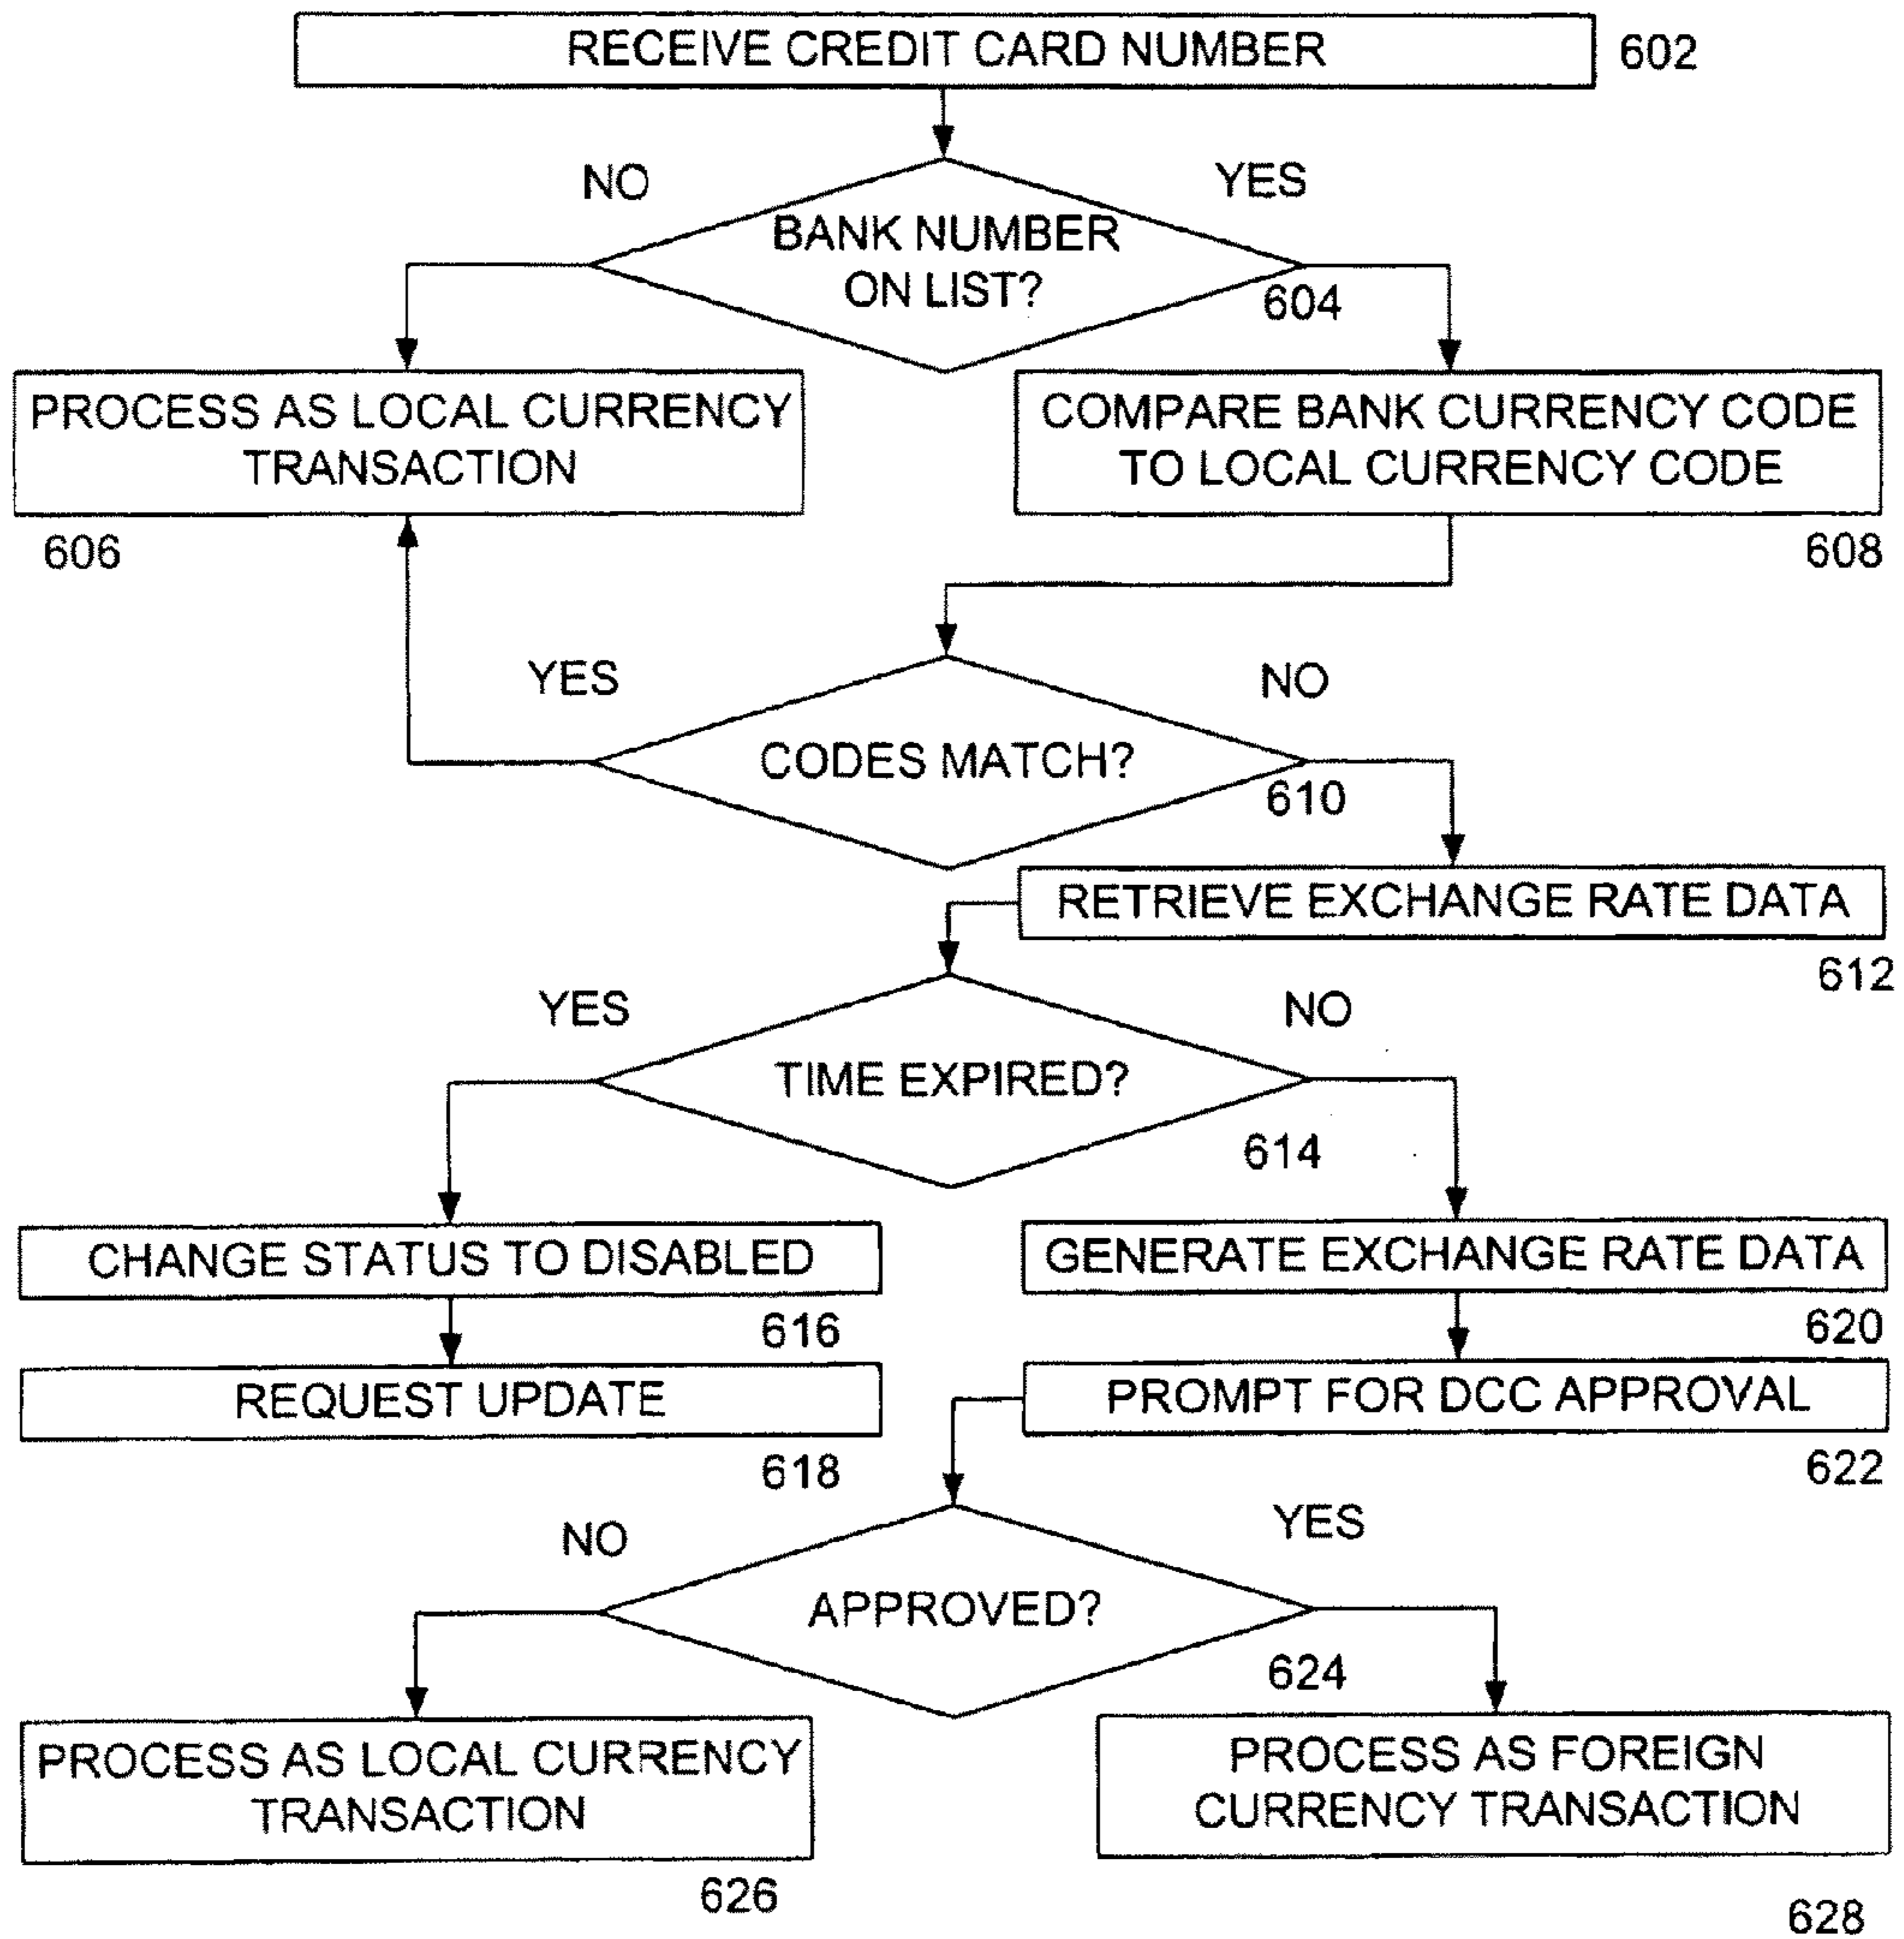 RECEIVE CREDIT CARD NUMBER
602
NO
YES
BANK NUMBER
ON LIST?
604
PROCESS AS LOCAL CURRENCY
TRANSACTION
606
COMPARE BANK CURRENCY CODE
TO LOCAL CURRENCY CODE
608
YES
NO
CODES MATCH?
610
RETRIEVE EXCHANGE RATE DATA
612
YES
NO
TIME EXPIRED?
614
CHANGE STATUS TO DISABLED
616
GENERATE EXCHANGE RATE DATA
620
REQUEST UPDATE
618
PROMPT FOR DCC APPROVAL
622
NO
YES
APPROVED?
624
PROCESS AS LOCAL CURRENCY
TRANSACTION
626
PROCESS AS FOREIGN
CURRENCY TRANSACTION
628